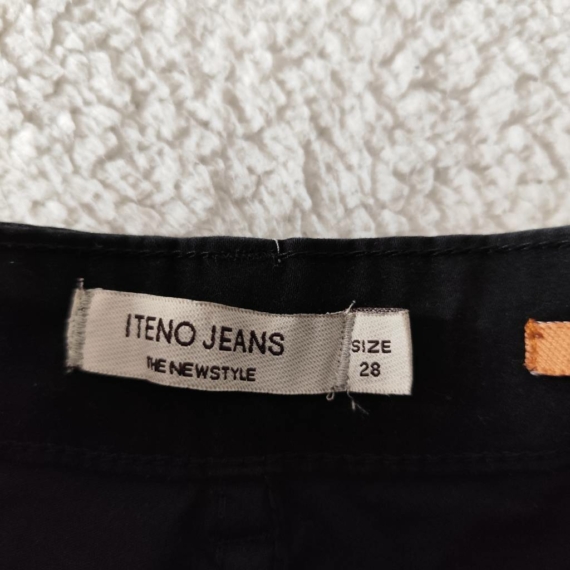 ITENO JEANS
THE NEWSTYLE
SIZE
28